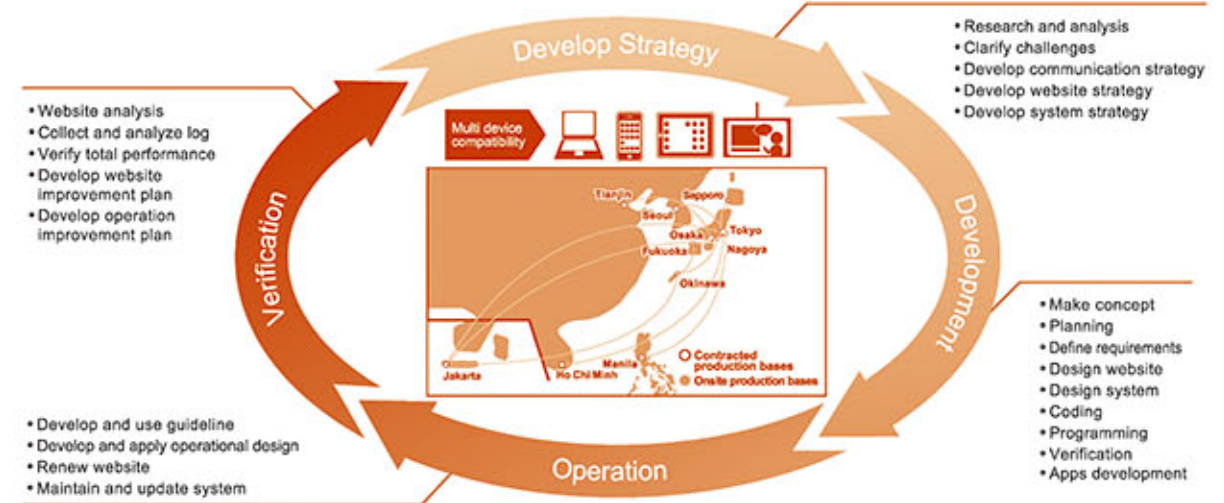 Develop Strategy
• Research and analysis
• Clarify challenges
• Develop communication strategy
• Develop website strategy
• Develop system strategy
• Website analysis
• Collect and analyze log
• Verify total performance
• Develop website
improvement plan
• Develop operation
improvement plan
Multi device
compatibility
Verification
Development
Tianjin
Sapporo
Seoul
Osaka
Tokyo
Fukuoka
Nagoya
Okinawa
Jakarta
Ho Chi Minh
Manila
Contracted
production bases
Onsite production bases
• Make concept
• Planning
• Define requirements
• Design website
• Design system
• Coding
• Programming
• Verification
• Apps development
• Develop and use guideline
• Develop and apply operational design
• Renew website
• Maintain and update system
Operation